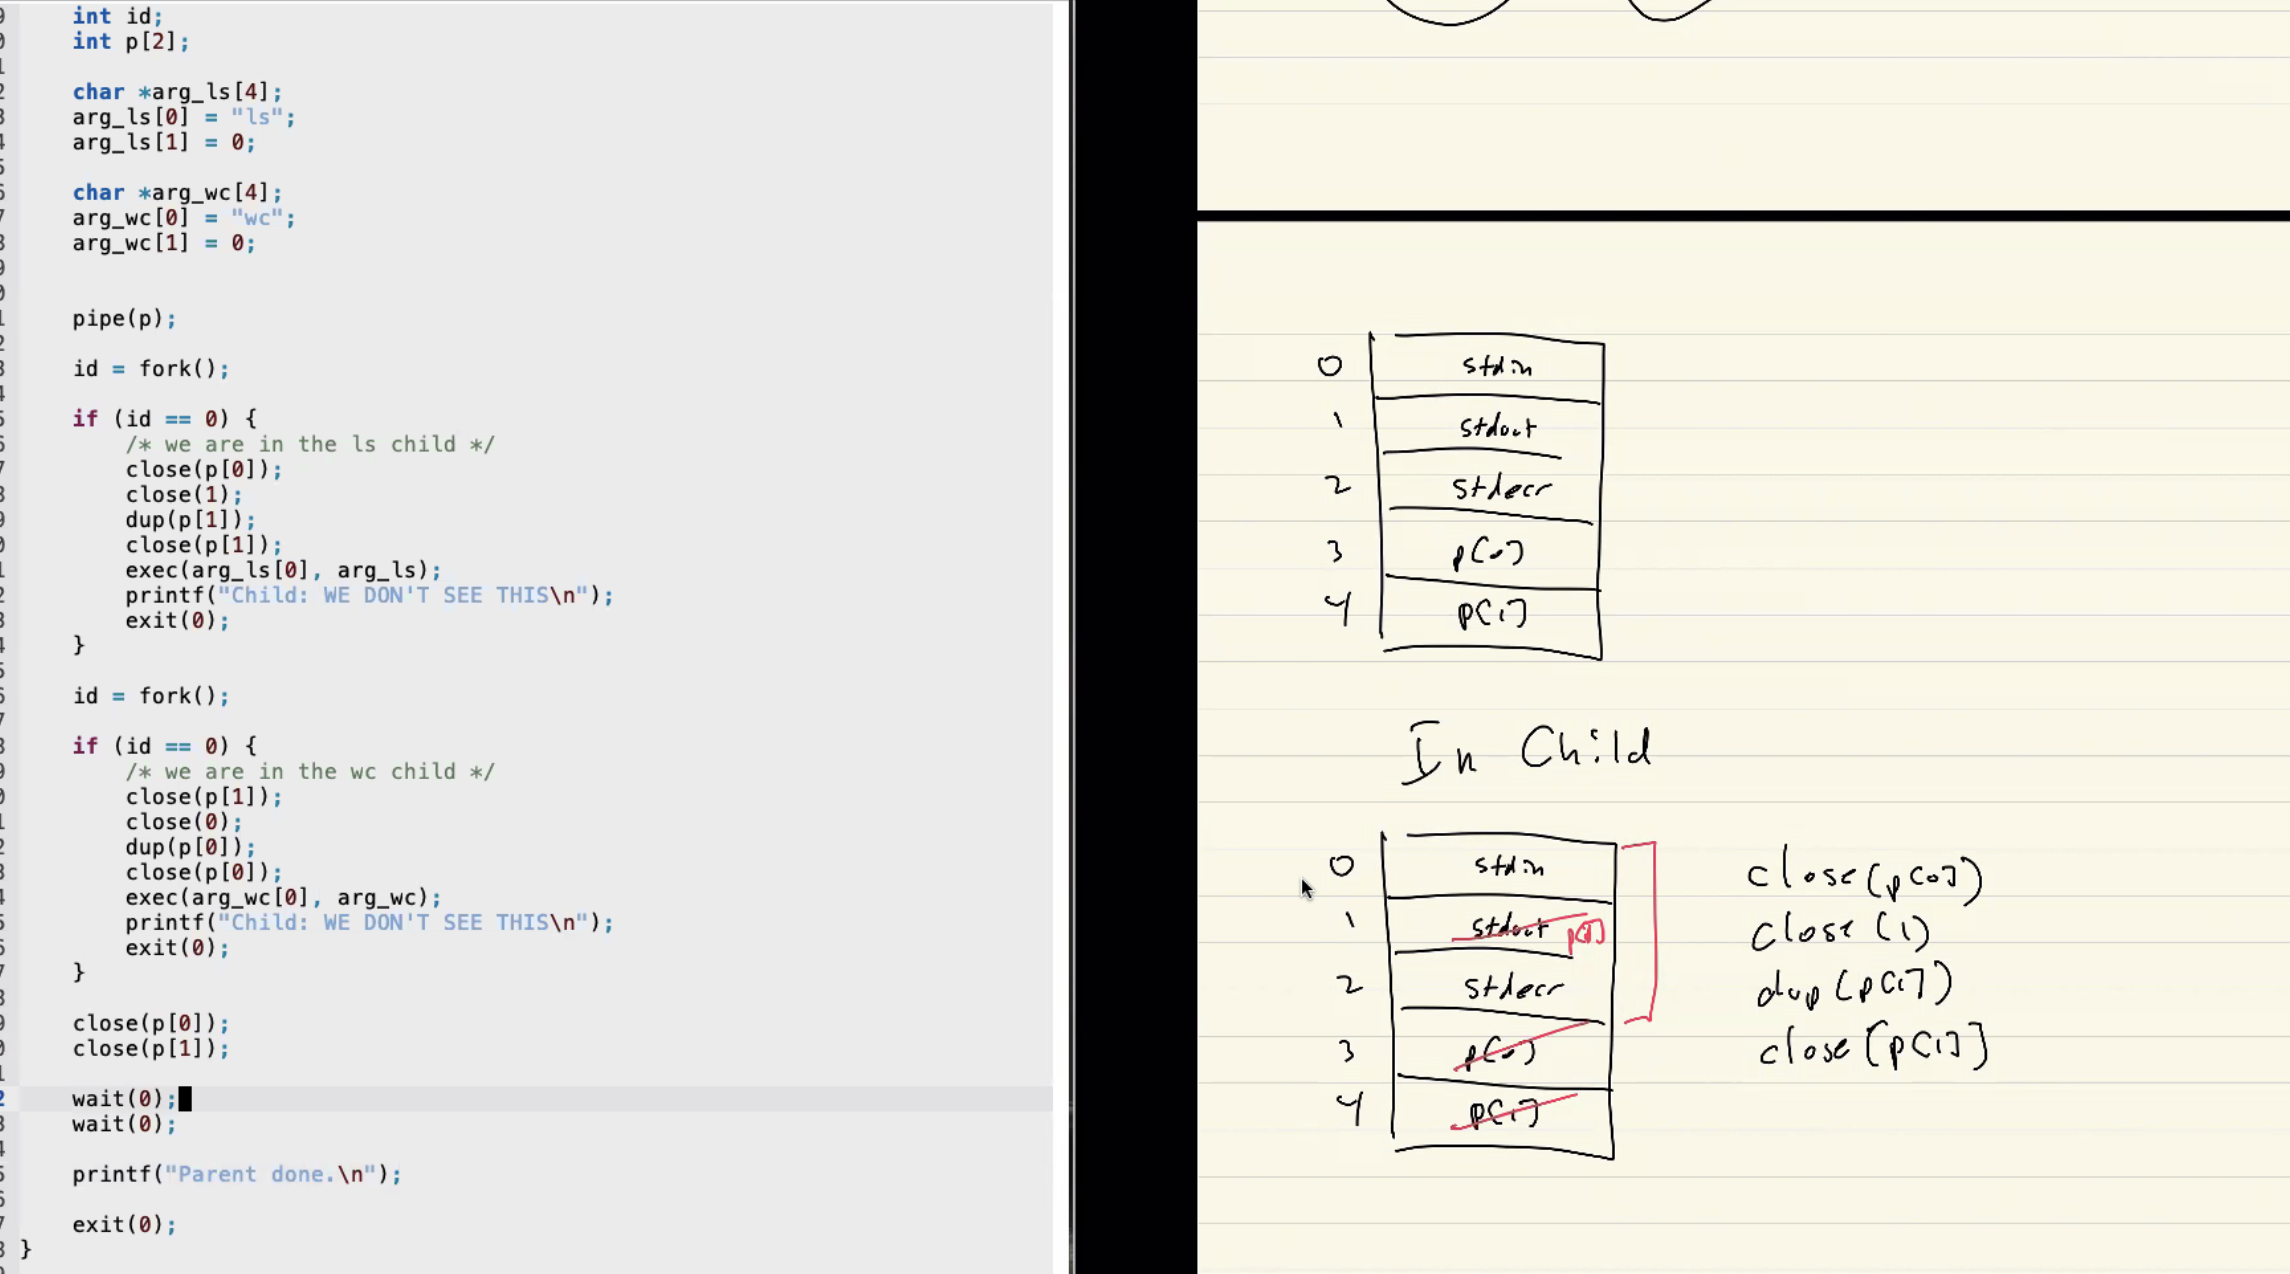 int id;
int p[2];
char *arg_ls[4];
arg_ls[0] = "ls";
arg_ls[1] = 0;
char *arg_wc[4];
arg_wc[0] = "wc";
arg_wc[1] = 0;
pipe(p);
id = fork();
if (id == 0) {
/* we are in the ls child */
close(p[0]);
close(1);
dup(p[1]);
close(p[1]);
exec(arg_ls[0], arg_ls);
printf("Child: WE DON'T SEE THIS\n");
exit(0);
}
id = fork();
if (id == 0) {
/* we are in the wc child */
close(p[1]);
close(0);
dup(p[0]);
close(p[0]);
exec(arg_wc[0], arg_wc);
printf("Child: WE DON'T SEE THIS\n");
exit(0);
}
close(p[0]);
close(p[1]);
wait(0);
wait(0);
printf("Parent done.\n");
exit(0);
}
0 stdin
1 stdout
2 stderr
3 p[0]
4 p[1]
In Child
0 stdin
1 stdout p[1]
2 stderr
3 p[0]
4 p[1]
close(p[0])
close(1)
dup(p[1])
close(p[1])